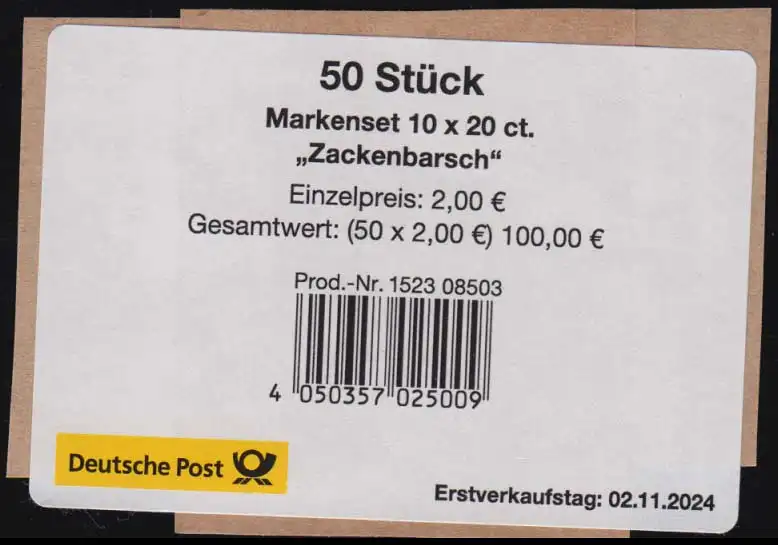 50 Stück
Markenset 10 x 20 ct.
„Zackenbarsch“
Einzelpreis: 2,00 €
Gesamtwert: (50 x 2,00 €) 100,00 €
Prod.-Nr. 1523 08503
4 050357 025009
Deutsche Post
Erstverkaufstag: 02.11.2024